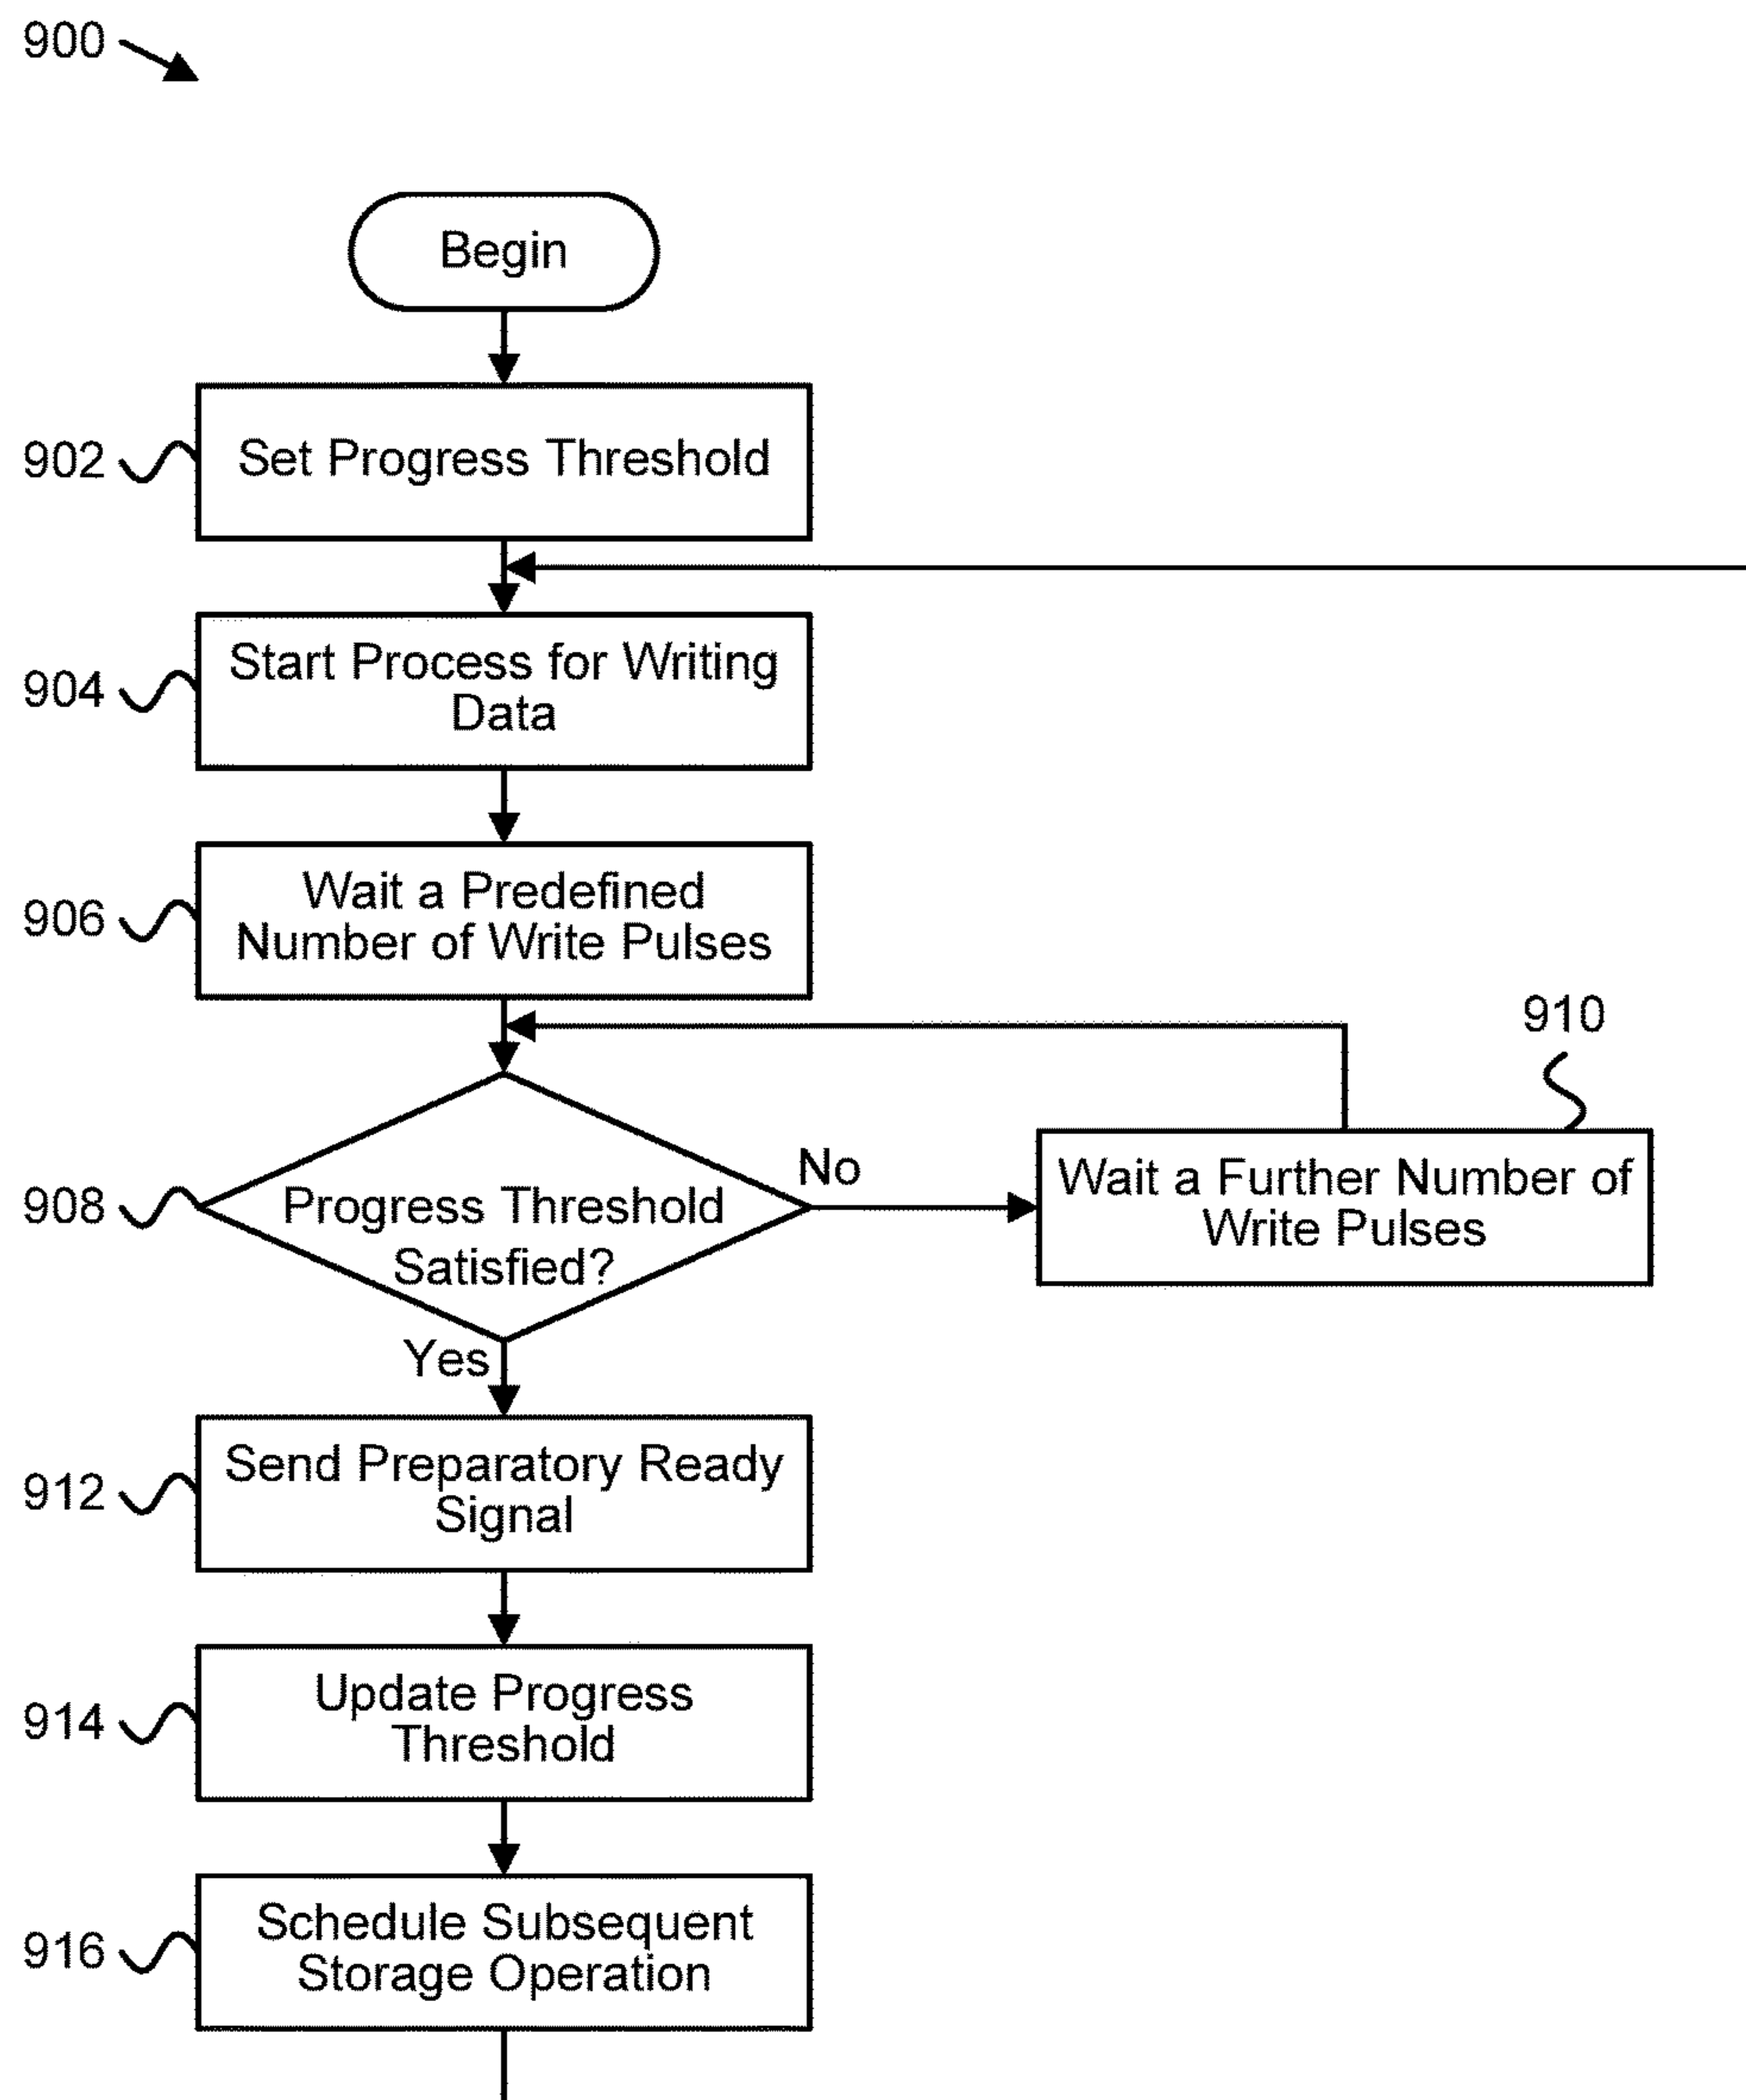 900
Begin
902
Set Progress Threshold
904
Start Process for Writing
Data
906
Wait a Predefined
Number of Write Pulses
910
908
Progress Threshold
Satisfied?
No
Wait a Further Number of
Write Pulses
Yes
912
Send Preparatory Ready
Signal
914
Update Progress
Threshold
916
Schedule Subsequent
Storage Operation